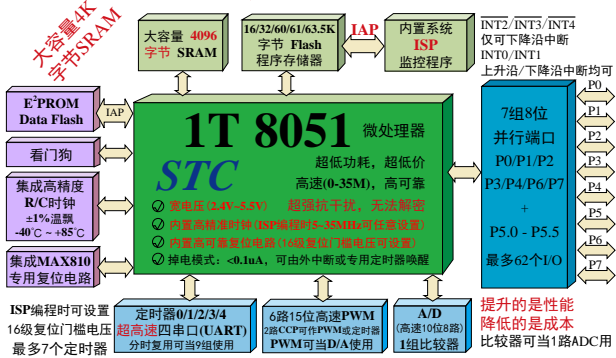 大容量4K
字节SRAM
大容量 4096
字节 SRAM
16/32/60/61/63.5K
字节 Flash
程序存储器
IAP
内置系统
ISP
监控程序
INT2/INT3/INT4
仅可下降沿中断
INT0/INT1
上升沿/下降沿中断均可
E²PROM
Data Flash
IAP
看门狗
集成高精度
R/C时钟
±1%温飘
-40℃ ~ +85℃
集成MAX810
专用复位电路
1T 8051 微处理器
STC
超低功耗，超低价
高速(0-35M)，高可靠
宽电压(2.4V~5.5V) 超强抗干扰，无法解密
内置高精准时钟(ISP编程时5~35MHz可任意设置)
内置高可靠复位电路(16级复位门槛电压可设置)
掉电模式：<0.1uA，可由外中断或专用定时器唤醒
7组8位
并行端口
P0/P1/P2
P3/P4/P6/P7
+
P5.0 - P5.5
最多62个I/O
P0
P1
P2
P3
P4
P5
P6
P7
ISP编程时可设置
16级复位门槛电压
最多7个定时器
定时器0/1/2/3/4
超高速四串口(UART)
分时复用可当9组使用
6路15位高速PWM
2路CCP可作PWM或定时器
PWM可当D/A使用
A/D
(高速10位8路)
1组比较器
提升的是性能
降低的是成本
比较器可当1路ADC用